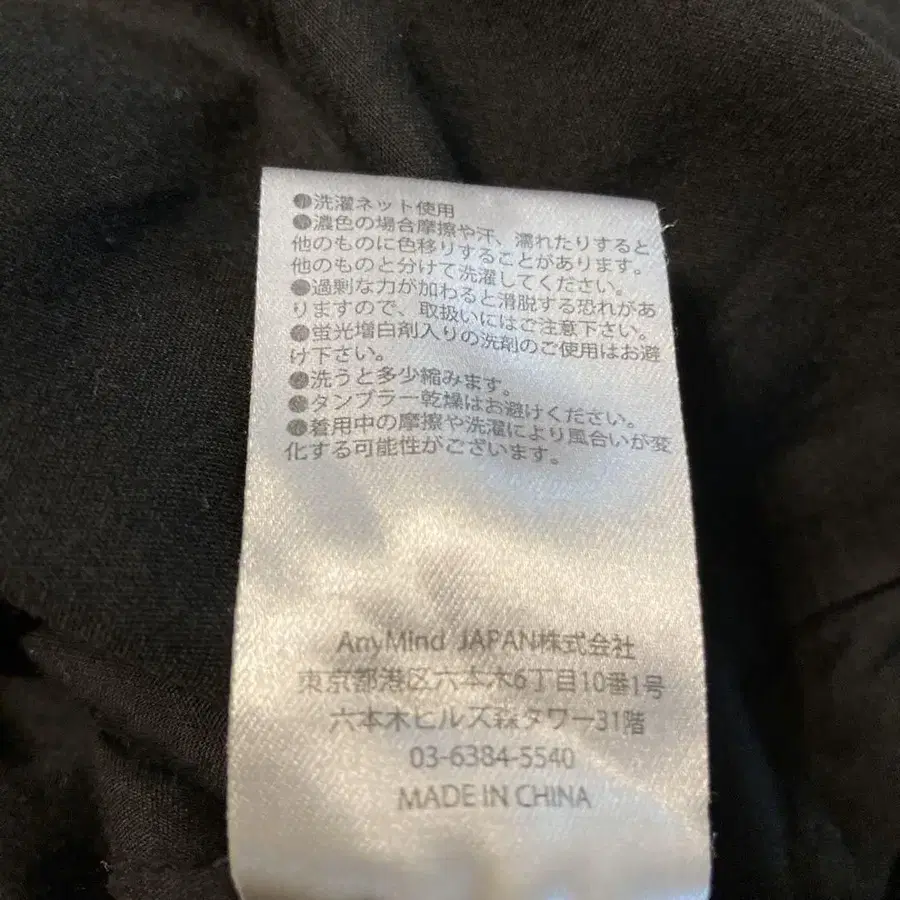 ●洗濯ネット使用
●濃色の場合摩擦や汗、濡れたりすると
他のものに色移りすることがあります。
他のものと分けて洗濯してください。
●過剰な力が加わると滑脱する恐れがあ
りますので、取扱いにはご注意下さい。
●蛍光増白剤入りの洗剤のご使用はお避
け下さい。
●洗うと多少縮みます。
●タンブラー乾燥はお避けください。
●着用中の摩擦や洗濯により風合いが変
化する可能性がございます。
AnyMind JAPAN株式会社
東京都港区六本木6丁目10番1号
六本木ヒルズ森タワー31階
03-6384-5540
MADE IN CHINA